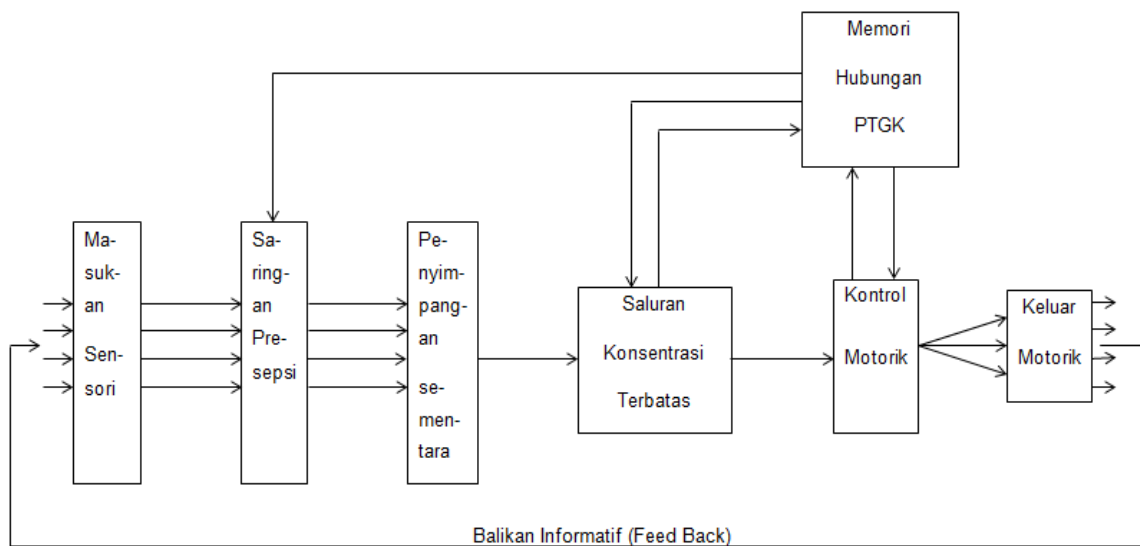 Memori
Hubungan
PTGK
Ma-
suk-
an
Sen-
sori
Sa-
ring-
an
Pre-
sepsi
Pe-
nyim-
pang-
an
se-
men-
tara
Saluran
Konsentrasi
Terbatas
Kontrol
Motorik
Keluar
Motorik
Balikan Informatif (Feed Back)